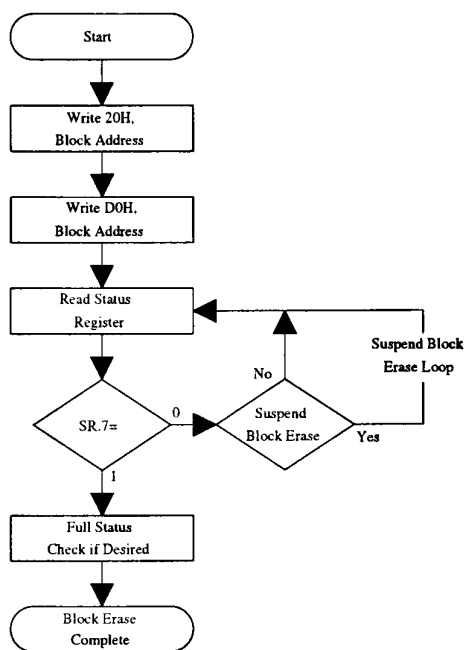 Start
Write 20H,
Block Address
Write D0H,
Block Address
Read Status
Register
Suspend Block
Erase Loop
No
SR.7=
0
Suspend
Block Erase
Yes
1
Full Status
Check if Desired
Block Erase
Complete